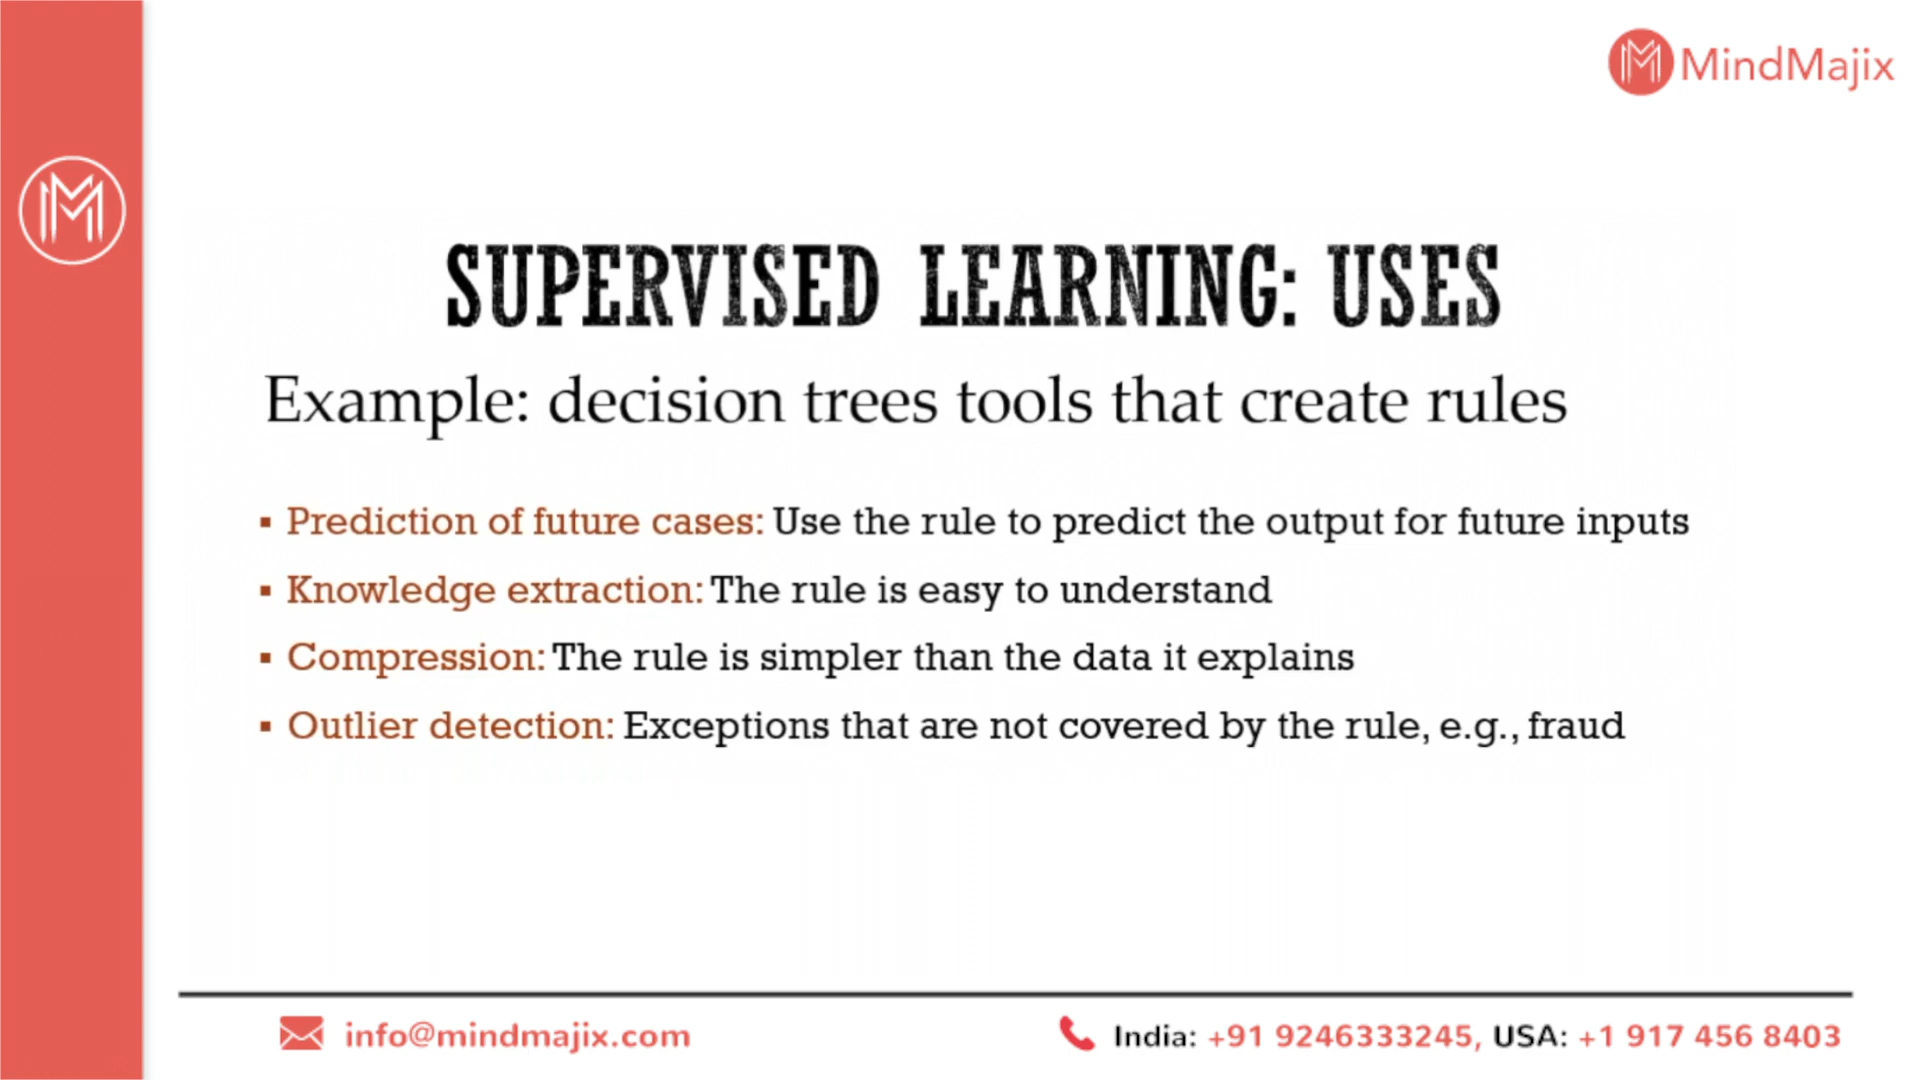 MindMajix
SUPERVISED LEARNING: USES
Example: decision trees tools that create rules
▪ Prediction of future cases: Use the rule to predict the output for future inputs
▪ Knowledge extraction: The rule is easy to understand
▪ Compression: The rule is simpler than the data it explains
▪ Outlier detection: Exceptions that are not covered by the rule, e.g., fraud
info@mindmajix.com
India: +91 9246333245, USA: +1 917 456 8403